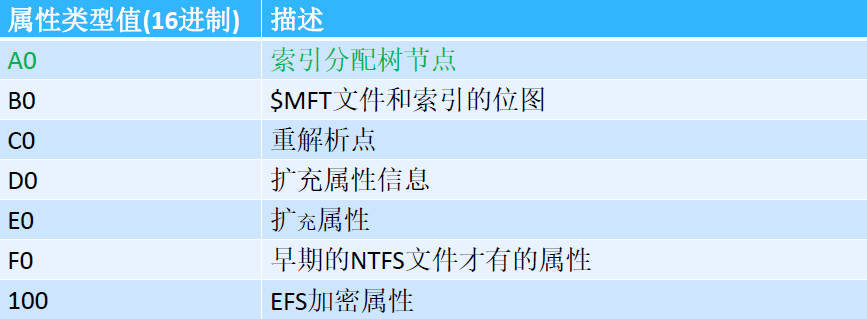 属性类型值(16进制) 描述
A0 索引分配树节点
B0 $MFT文件和索引的位图
C0 重解析点
D0 扩充属性信息
E0 扩充属性
F0 早期的NTFS文件才有的属性
100 EFS加密属性